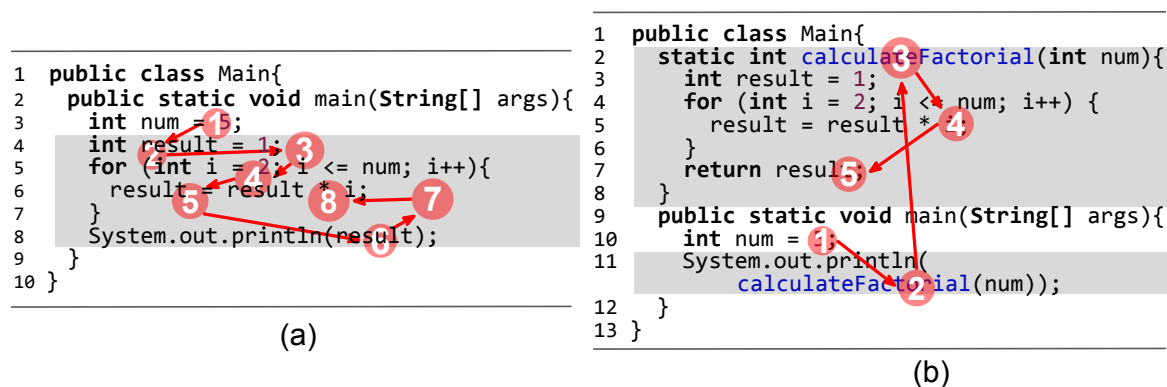 1 public class Main{
2 public static void main(String[] args){
3 int num = 5;
4 int result = 1;
5 for (int i = 2; i <= num; i++){
6 result = result * i;
7 }
8 System.out.println(result);
9 }
10 }
1
2
3
4
5
6
7
8
(a)
1 public class Main{
2 static int calculateFactorial(int num){
3 int result = 1;
4 for (int i = 2; i <= num; i++) {
5 result = result * i;
6 }
7 return result;
8 }
9 public static void main(String[] args){
10 int num = ;
11 System.out.println(
calculateFactorial(num));
12 }
13 }
1
2
3
4
5
(b)